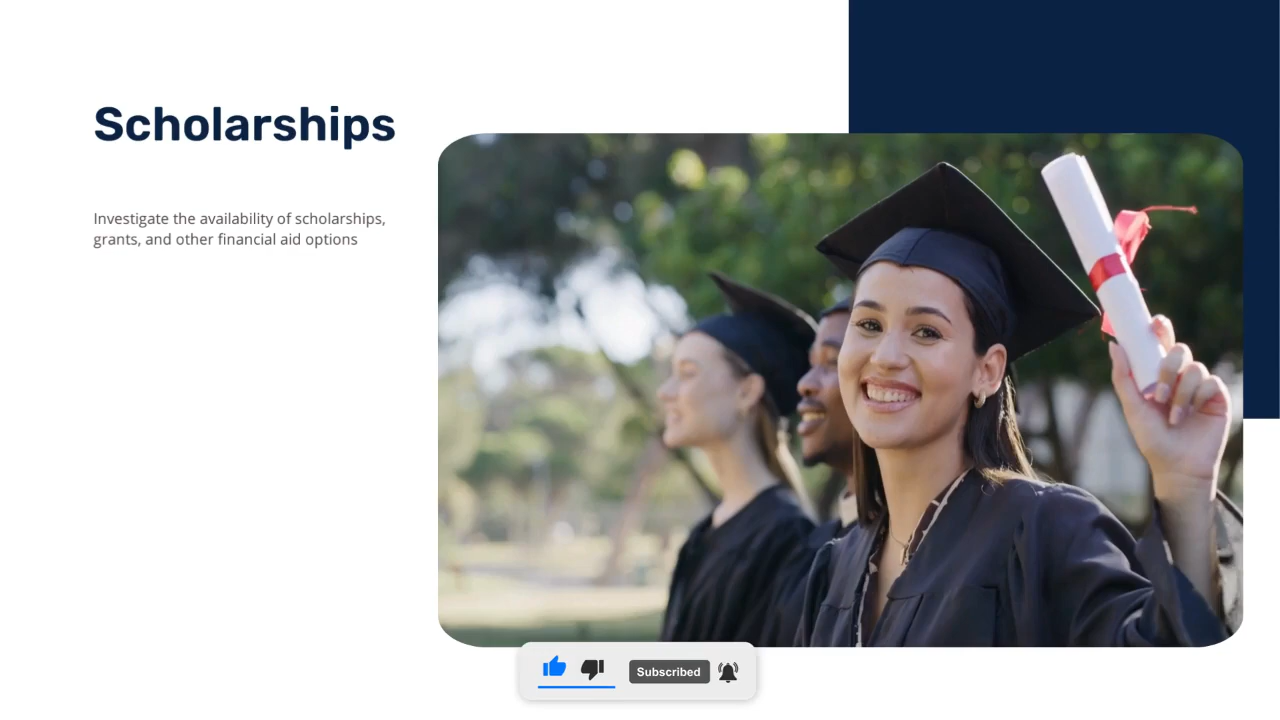 Scholarships
Investigate the availability of scholarships,
grants, and other financial aid options
Subscribed